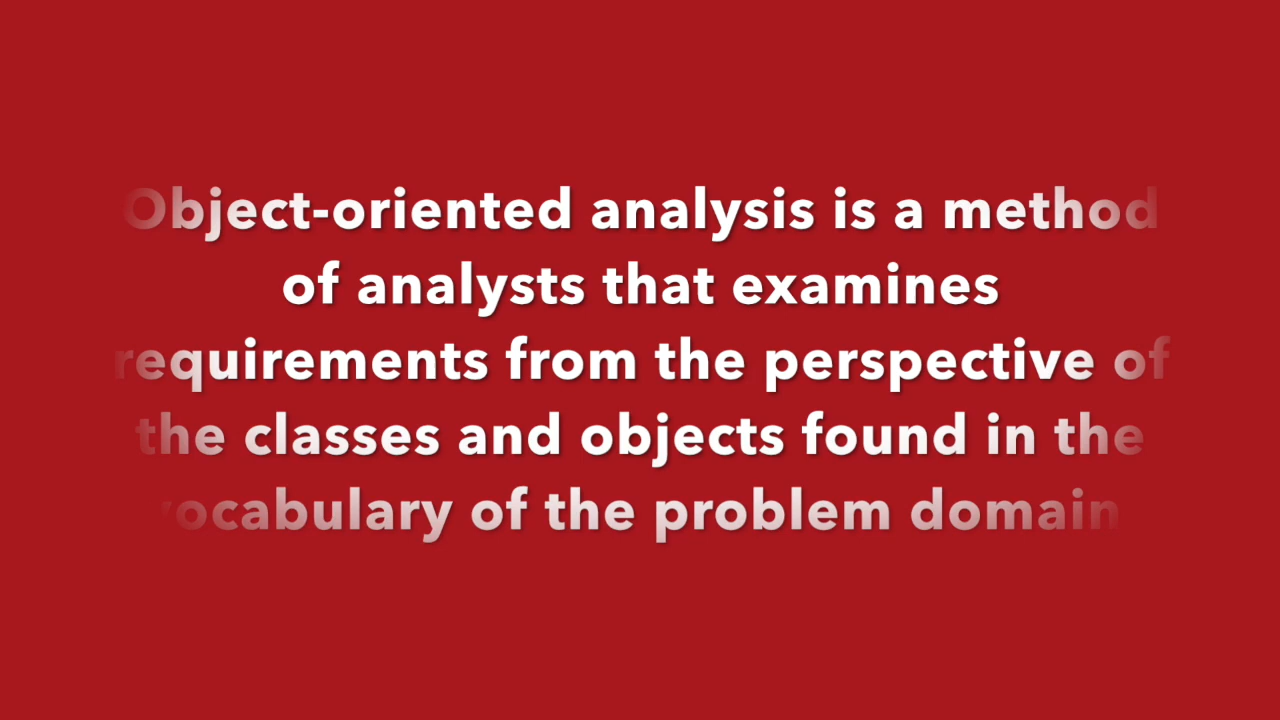 Object-oriented analysis is a method
of analysts that examines
requirements from the perspective of
the classes and objects found in the
vocabulary of the problem domain